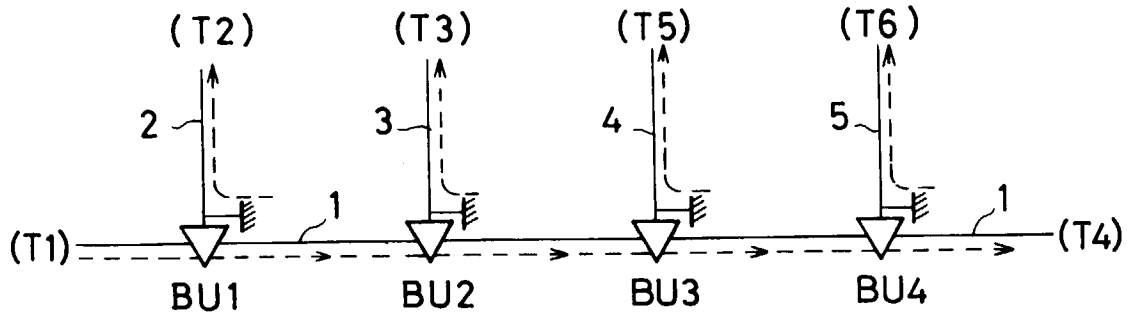 (T2) (T3) (T5) (T6)
2 3 4 5
1 1
(T1) (T4)
BU1 BU2 BU3 BU4